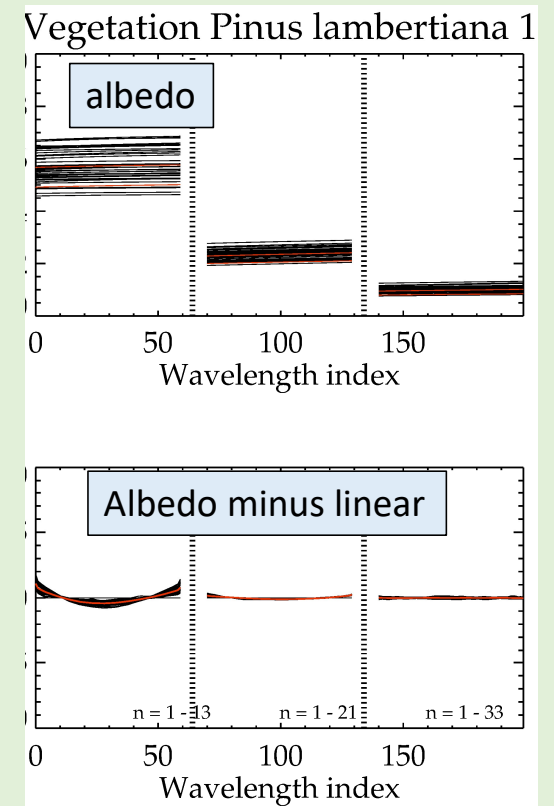 Vegetation Pinus lambertiana 1
albedo
0 50 100 150
Wavelength index
Albedo minus linear
n = 1 - 13 n = 1 - 21 n = 1 - 33
0 50 100 150
Wavelength index